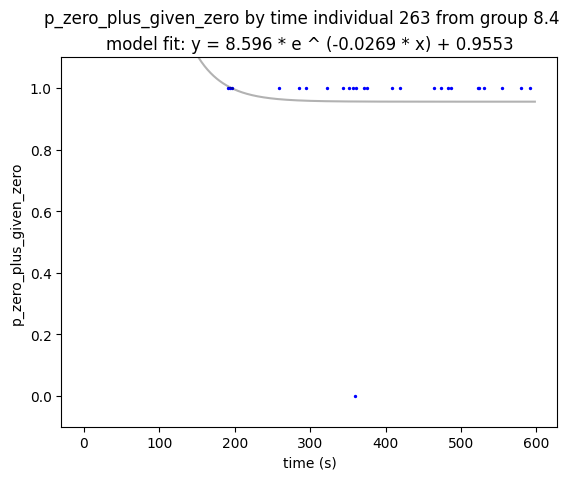 p_zero_plus_given_zero by time individual 263 from group 8.4
model fit: y = 8.596 * e ^ (-0.0269 * x) + 0.9553
1.0
0.8
0.6
0.4
0.2
0.0
p_zero_plus_given_zero
0 100 200 300 400 500 600
time (s)